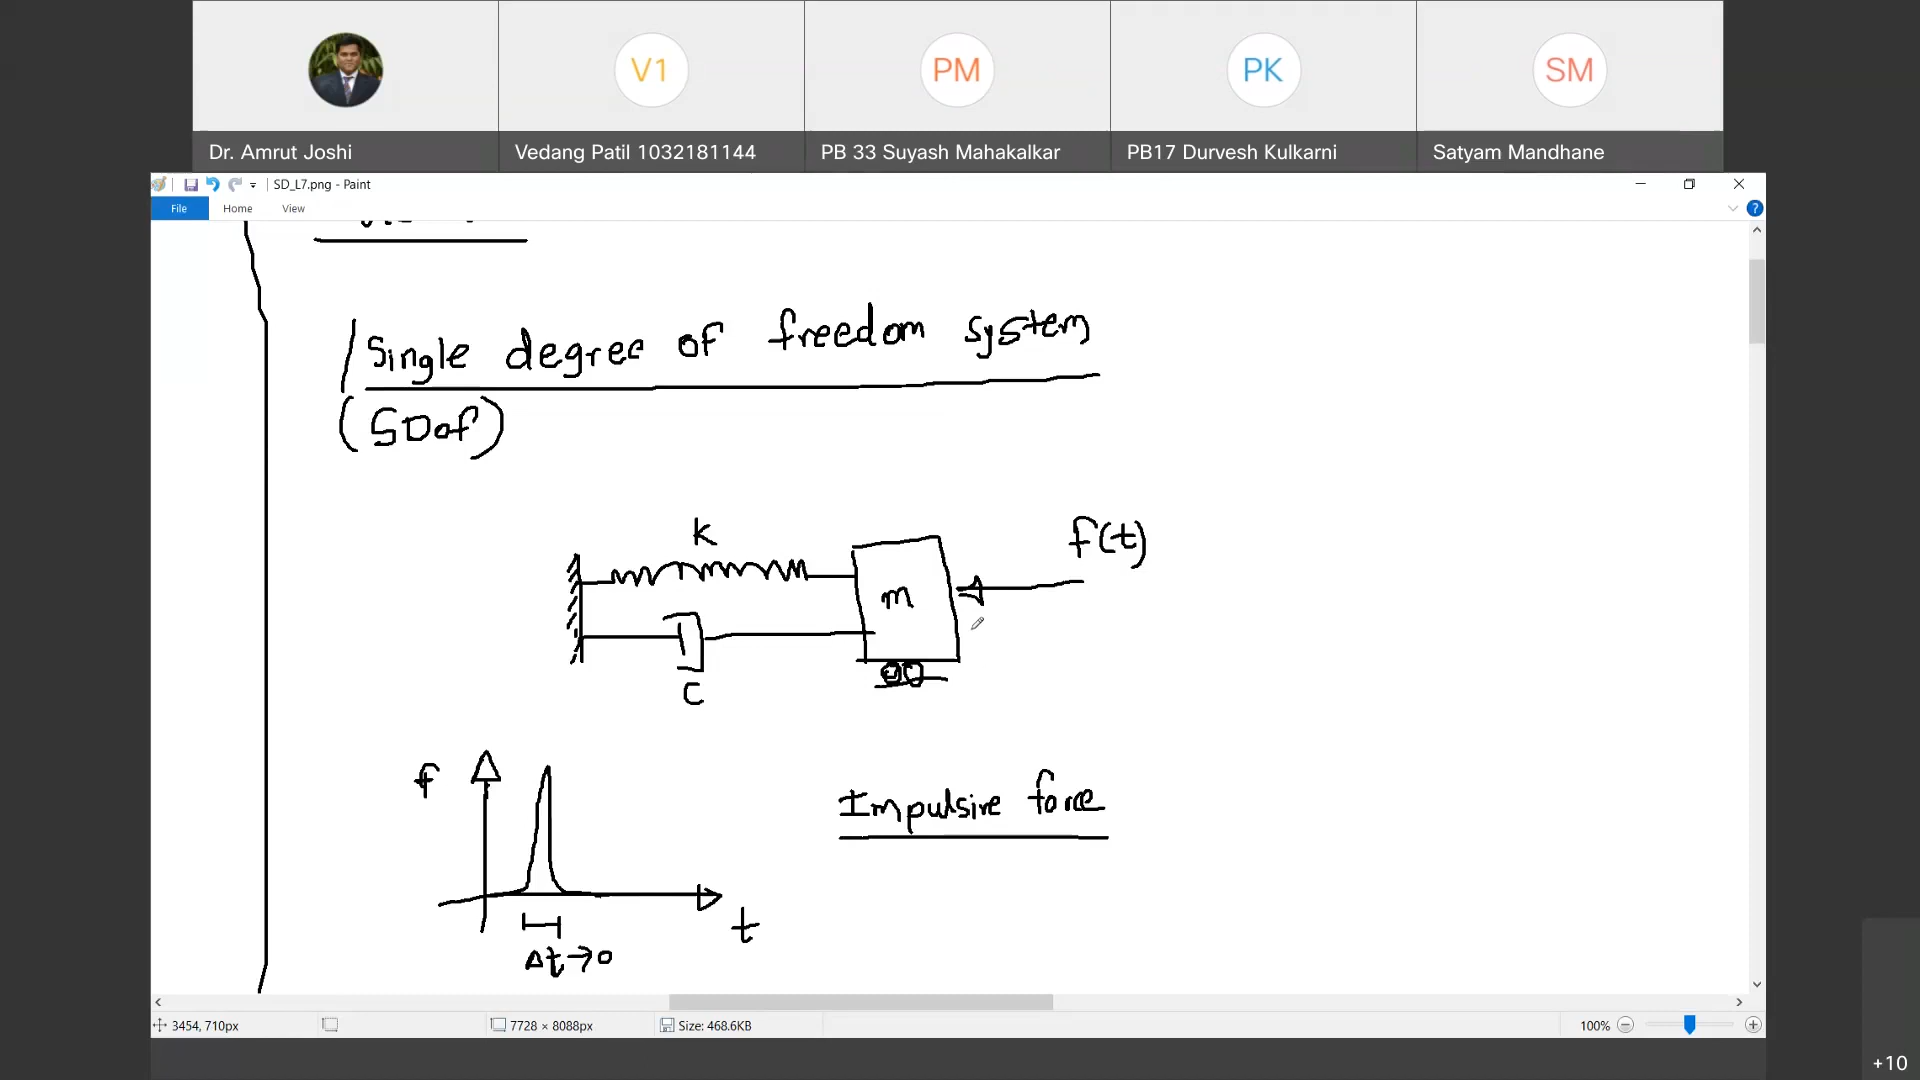 V1
PM
PK
SM
Dr. Amrut Joshi
Vedang Patil 1032181144
PB 33 Suyash Mahakalkar
PB17 Durvesh Kulkarni
Satyam Mandhane
SD_L7.png - Paint
File
Home
View
?
Single degree of freedom system
(SDof)
K
f(t)
m
C
f
Impulsive force
t
Δt→0
3454, 710px
7728 × 8088px
Size: 468.6KB
100%
+10